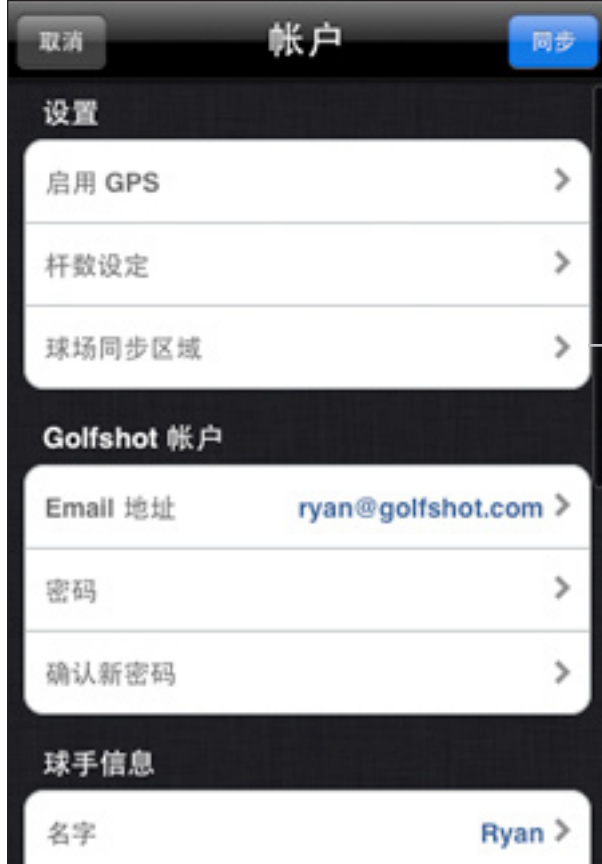 取消 帐户 同步
设置
启用 GPS
杆数设定
球场同步区域
Golfshot 帐户
Email 地址 ryan@golfshot.com
密码
确认新密码
球手信息
名字 Ryan